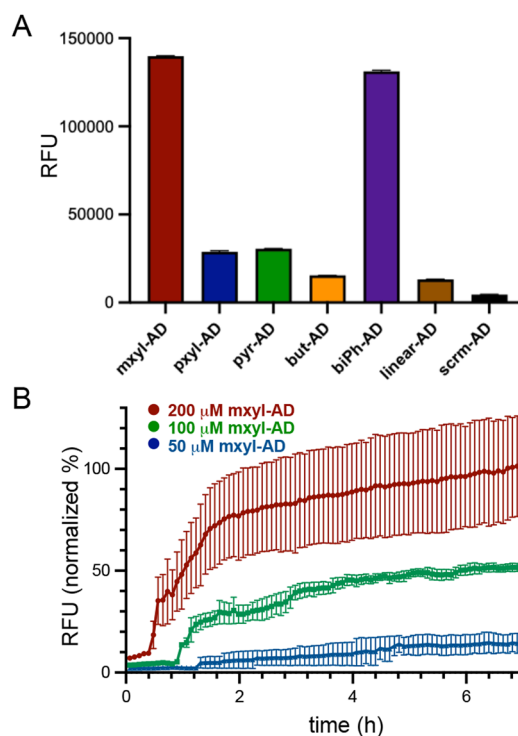 A
RFU
150000
100000
50000
0
mxyl-AD
pxyl-AD
pyr-AD
but-AD
biPh-AD
linear-AD
scrm-AD
B
200 μM mxyl-AD
100 μM mxyl-AD
50 μM mxyl-AD
RFU (normalized %)
100
50
0
0
2
4
6
time (h)